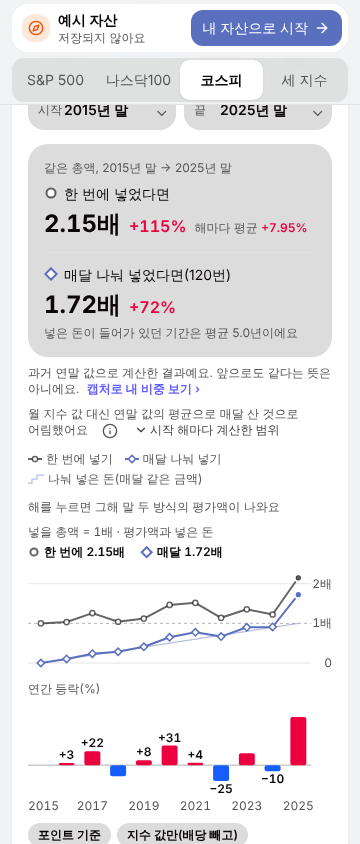 예시 자산
저장되지 않아요
내 자산으로 시작 →
S&P 500 나스닥100 코스피 세 지수
시작 2015년 말 끝 2025년 말
같은 총액, 2015년 말 → 2025년 말
한 번에 넣었다면
2.15배 +115% 해마다 평균 +7.95%
매달 나눠 넣었다면(120번)
1.72배 +72%
넣은 돈이 들어가 있던 기간은 평균 5.0년이에요
과거 연말 값으로 계산한 결과예요. 앞으로도 같다는 뜻은
아니에요. 캡처로 내 비중 보기 ›
월 지수 값 대신 연말 값의 평균으로 매달 산 것으로
어림했어요 시작 해마다 계산한 범위
한 번에 넣기 매달 나눠 넣기
나눠 넣은 돈(매달 같은 금액)
해를 누르면 그해 말 두 방식의 평가액이 나와요
넣을 총액 = 1배 · 평가액과 넣은 돈
한 번에 2.15배 매달 1.72배
2배
1배
0
연간 등락(%)
+3 +22 +8 +31 +4 −25 −10
2015 2017 2019 2021 2023 2025
포인트 기준 지수 값만(배당 빼고)